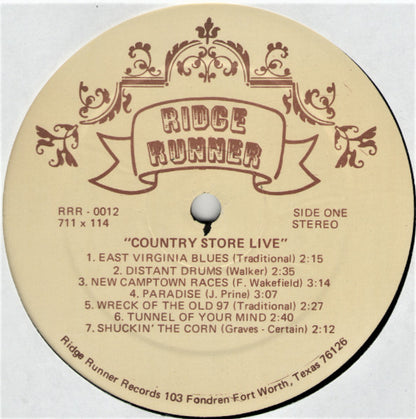 RIDGE
RUNNER
RRR - 0012
711 x 114
SIDE ONE
STEREO
"COUNTRY STORE LIVE"
1. EAST VIRGINIA BLUES (Traditional) 2:15
2. DISTANT DRUMS (Walker) 2:35
3. NEW CAMPTOWN RACES (F. Wakefield) 3:14
4. PARADISE (J. Prine) 3:07
5. WRECK OF THE OLD 97 (Traditional) 2:27
6. TUNNEL OF YOUR MIND 2:40
7. SHUCKIN' THE CORN (Graves - Certain) 2:12
Ridge Runner Records 103 Fondren Fort Worth, Texas 76126